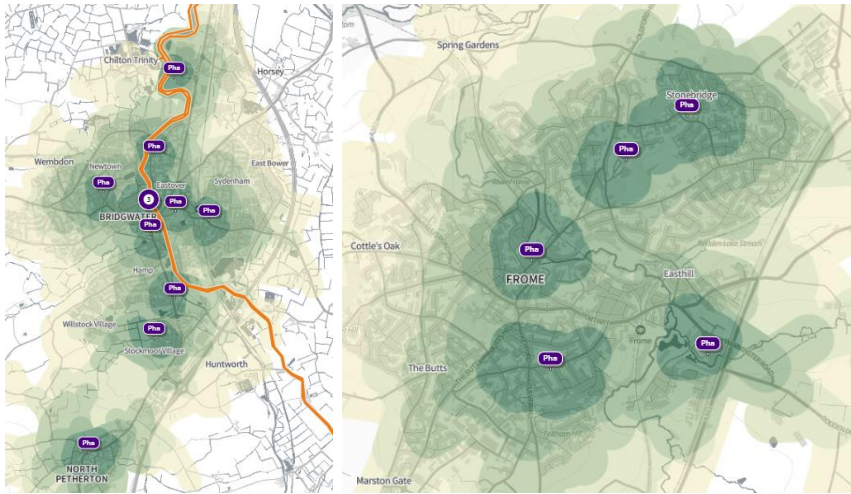 Chilton Trinity
Pha
Horsey
Pha
Wembdon
Newtown
East Bower
Pha
Eastover
Sydenham
3
Pha
Pha
BRIDGWATER
Pha
Hamp
Pha
Willstock Village
Pha
Stockmoor Village
Huntworth
Pha
NORTH
PETHERTON
Spring Gardens
Stonebridge
Pha
Pha
Cottle's Oak
Pha
FROME
Easthill
Frome
Pha
The Butts
Pha
Marston Gate